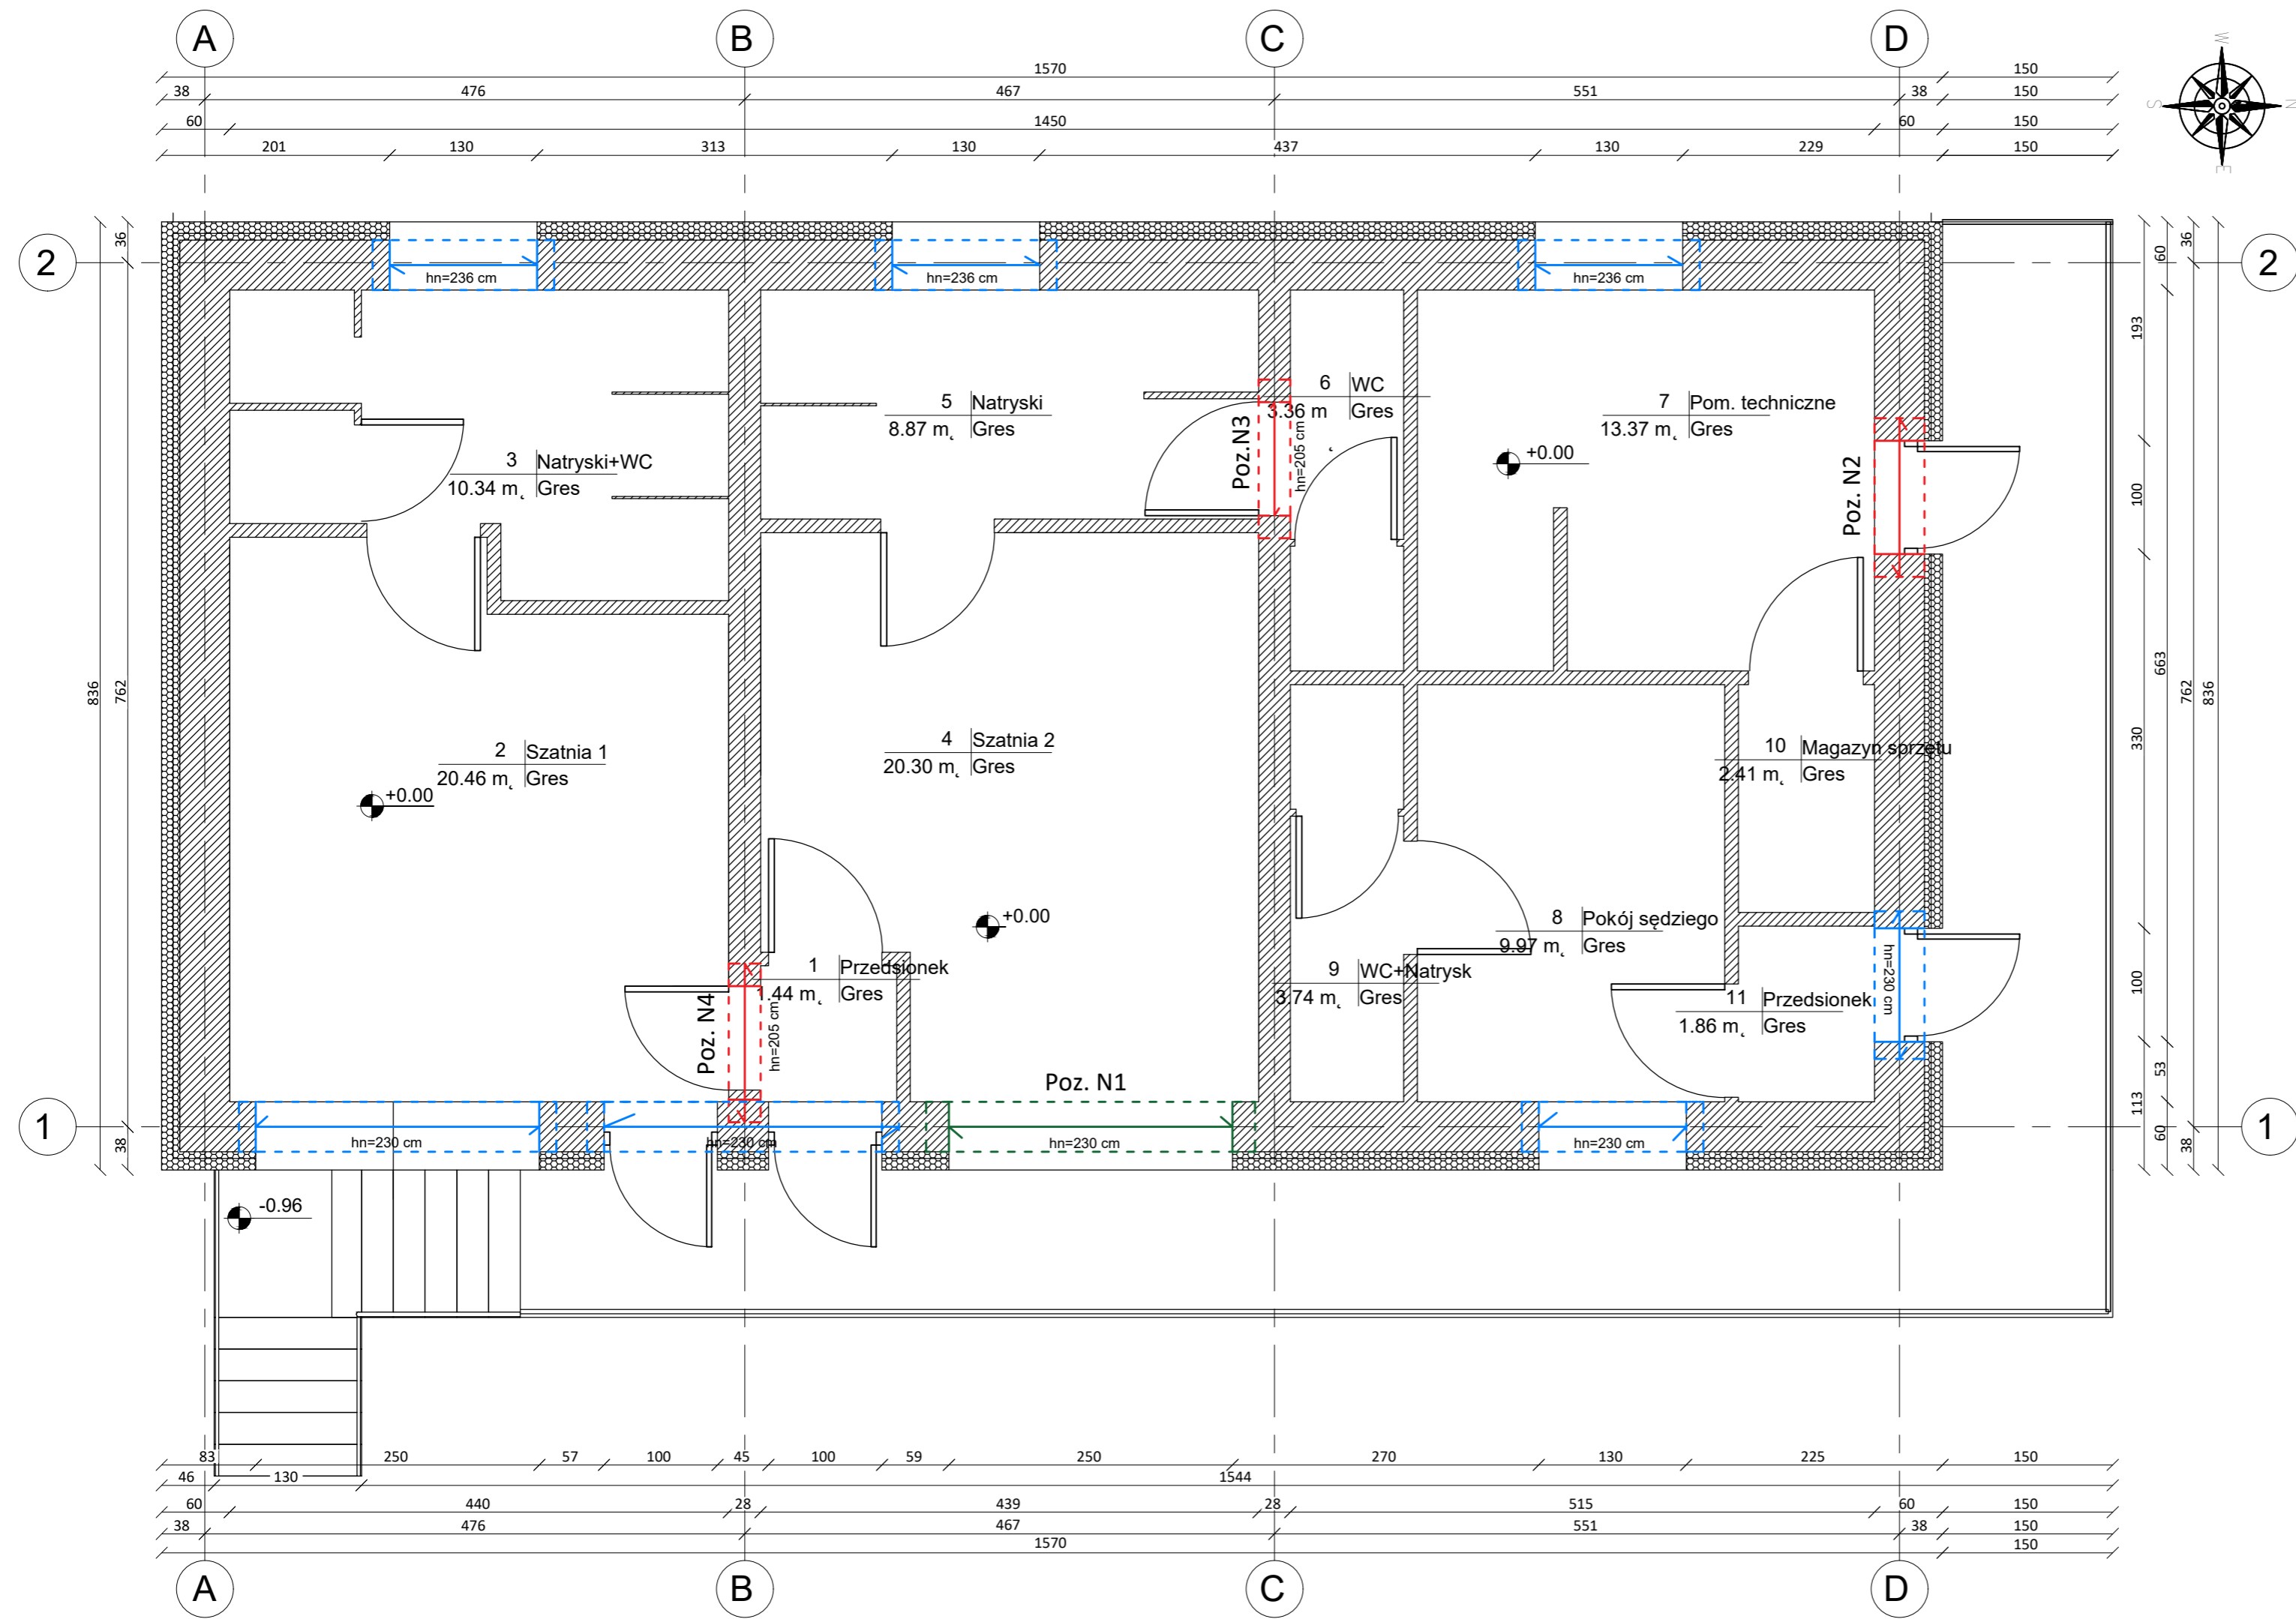 A B C D
1570 150
38 476 467 551 38 150
60 1450 60 150
201 130 313 130 437 130 229 150
W
S N
E
2 2
36
836 762
38
1 1
60 36
193
100
663
330 762 836
100
53
113
60 38
hn=236 cm hn=236 cm hn=236 cm
3 Natryski+WC
10.34 m Gres
5 Natryski
8.87 m Gres
Poz.N3
hn=205 cm
6 WC
3.36 m Gres
7 Pom. techniczne
13.37 m Gres
+0.00
Poz. N2
2 Szatnia 1
20.46 m Gres
+0.00
4 Szatnia 2
20.30 m Gres
+0.00
10 Magazyn sprzętu
2.41 m Gres
8 Pokój sędziego
9.97 m Gres
1 Przedsionek
1.44 m Gres
Poz. N4
hn=205 cm
9 WC+Natrysk
3.74 m Gres
11 Przedsionek
1.86 m Gres
hn=230 cm
Poz. N1
hn=230 cm hn=230 cm hn=230 cm hn=230 cm
-0.96
83 250 57 100 45 100 59 250 270 130 225 150
46 130 1544
60 440 28 439 28 515 60 150
38 476 467 551 38 150
1570 150
A B C D